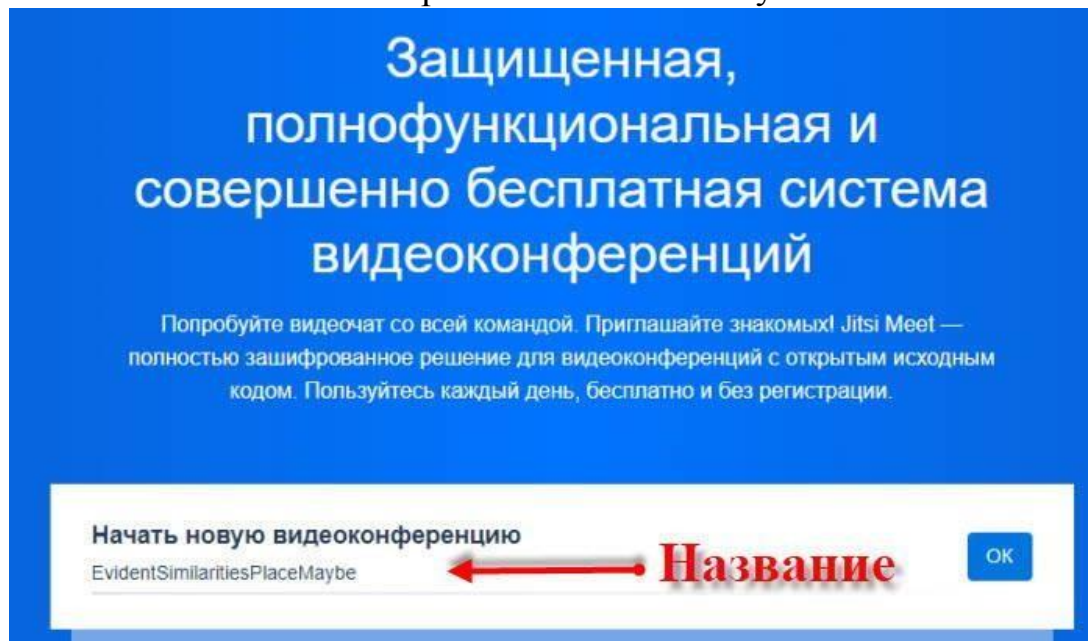 Защищенная,
полнофункциональная и
совершенно бесплатная система
видеоконференций
Попробуйте видеочат со всей командой. Приглашайте знакомых! Jitsi Meet —
полностью зашифрованное решение для видеоконференций с открытым исходным
кодом. Пользуйтесь каждый день, бесплатно и без регистрации.
Начать новую видеоконференцию
EvidentSimilaritiesPlaceMaybe
Название
OK